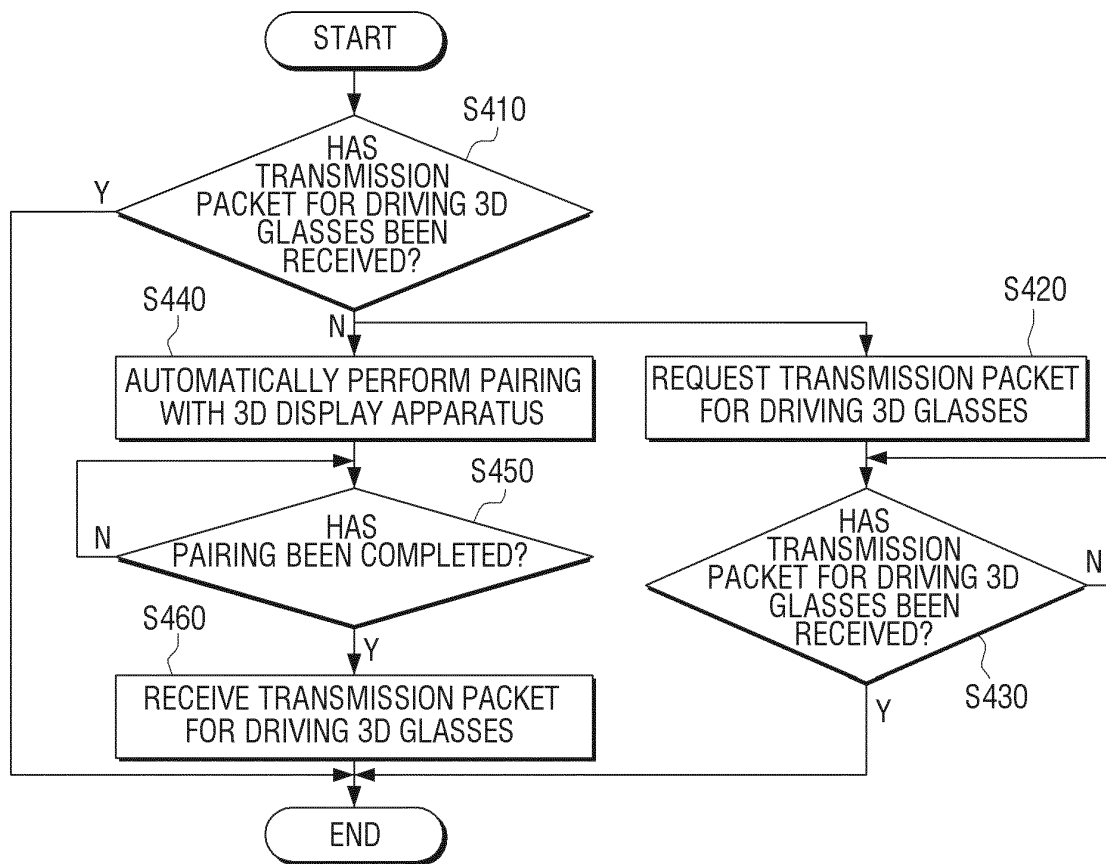 START
S410
HAS
TRANSMISSION
PACKET FOR DRIVING 3D
GLASSES BEEN
RECEIVED?
Y
N
S440
AUTOMATICALLY PERFORM PAIRING
WITH 3D DISPLAY APPARATUS
S420
REQUEST TRANSMISSION PACKET
FOR DRIVING 3D GLASSES
S450
HAS
PAIRING BEEN COMPLETED?
N
Y
HAS
TRANSMISSION
PACKET FOR DRIVING 3D
GLASSES BEEN
RECEIVED?
N
S430
Y
S460
RECEIVE TRANSMISSION PACKET
FOR DRIVING 3D GLASSES
END